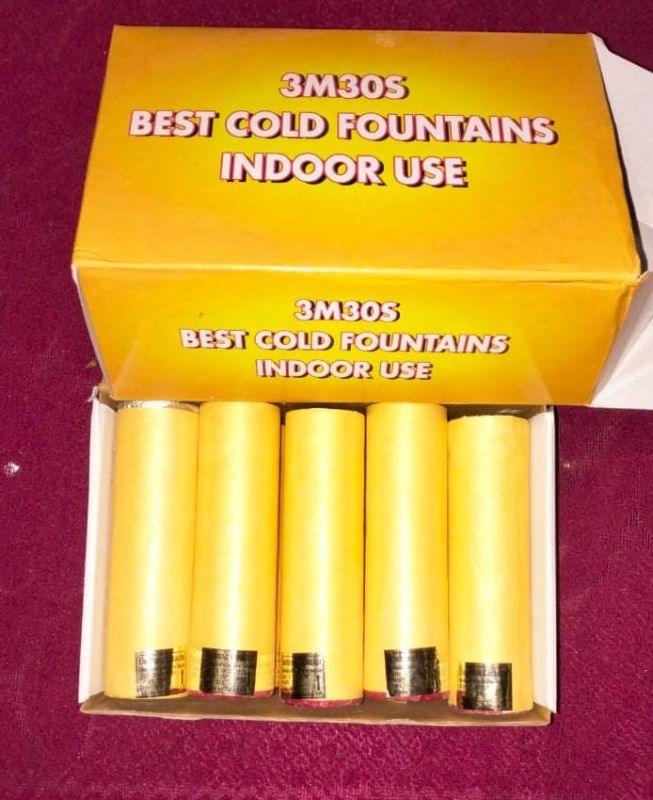 3M30S
BEST COLD FOUNTAINS
INDOOR USE
3M30S
BEST COLD FOUNTAINS
INDOOR USE